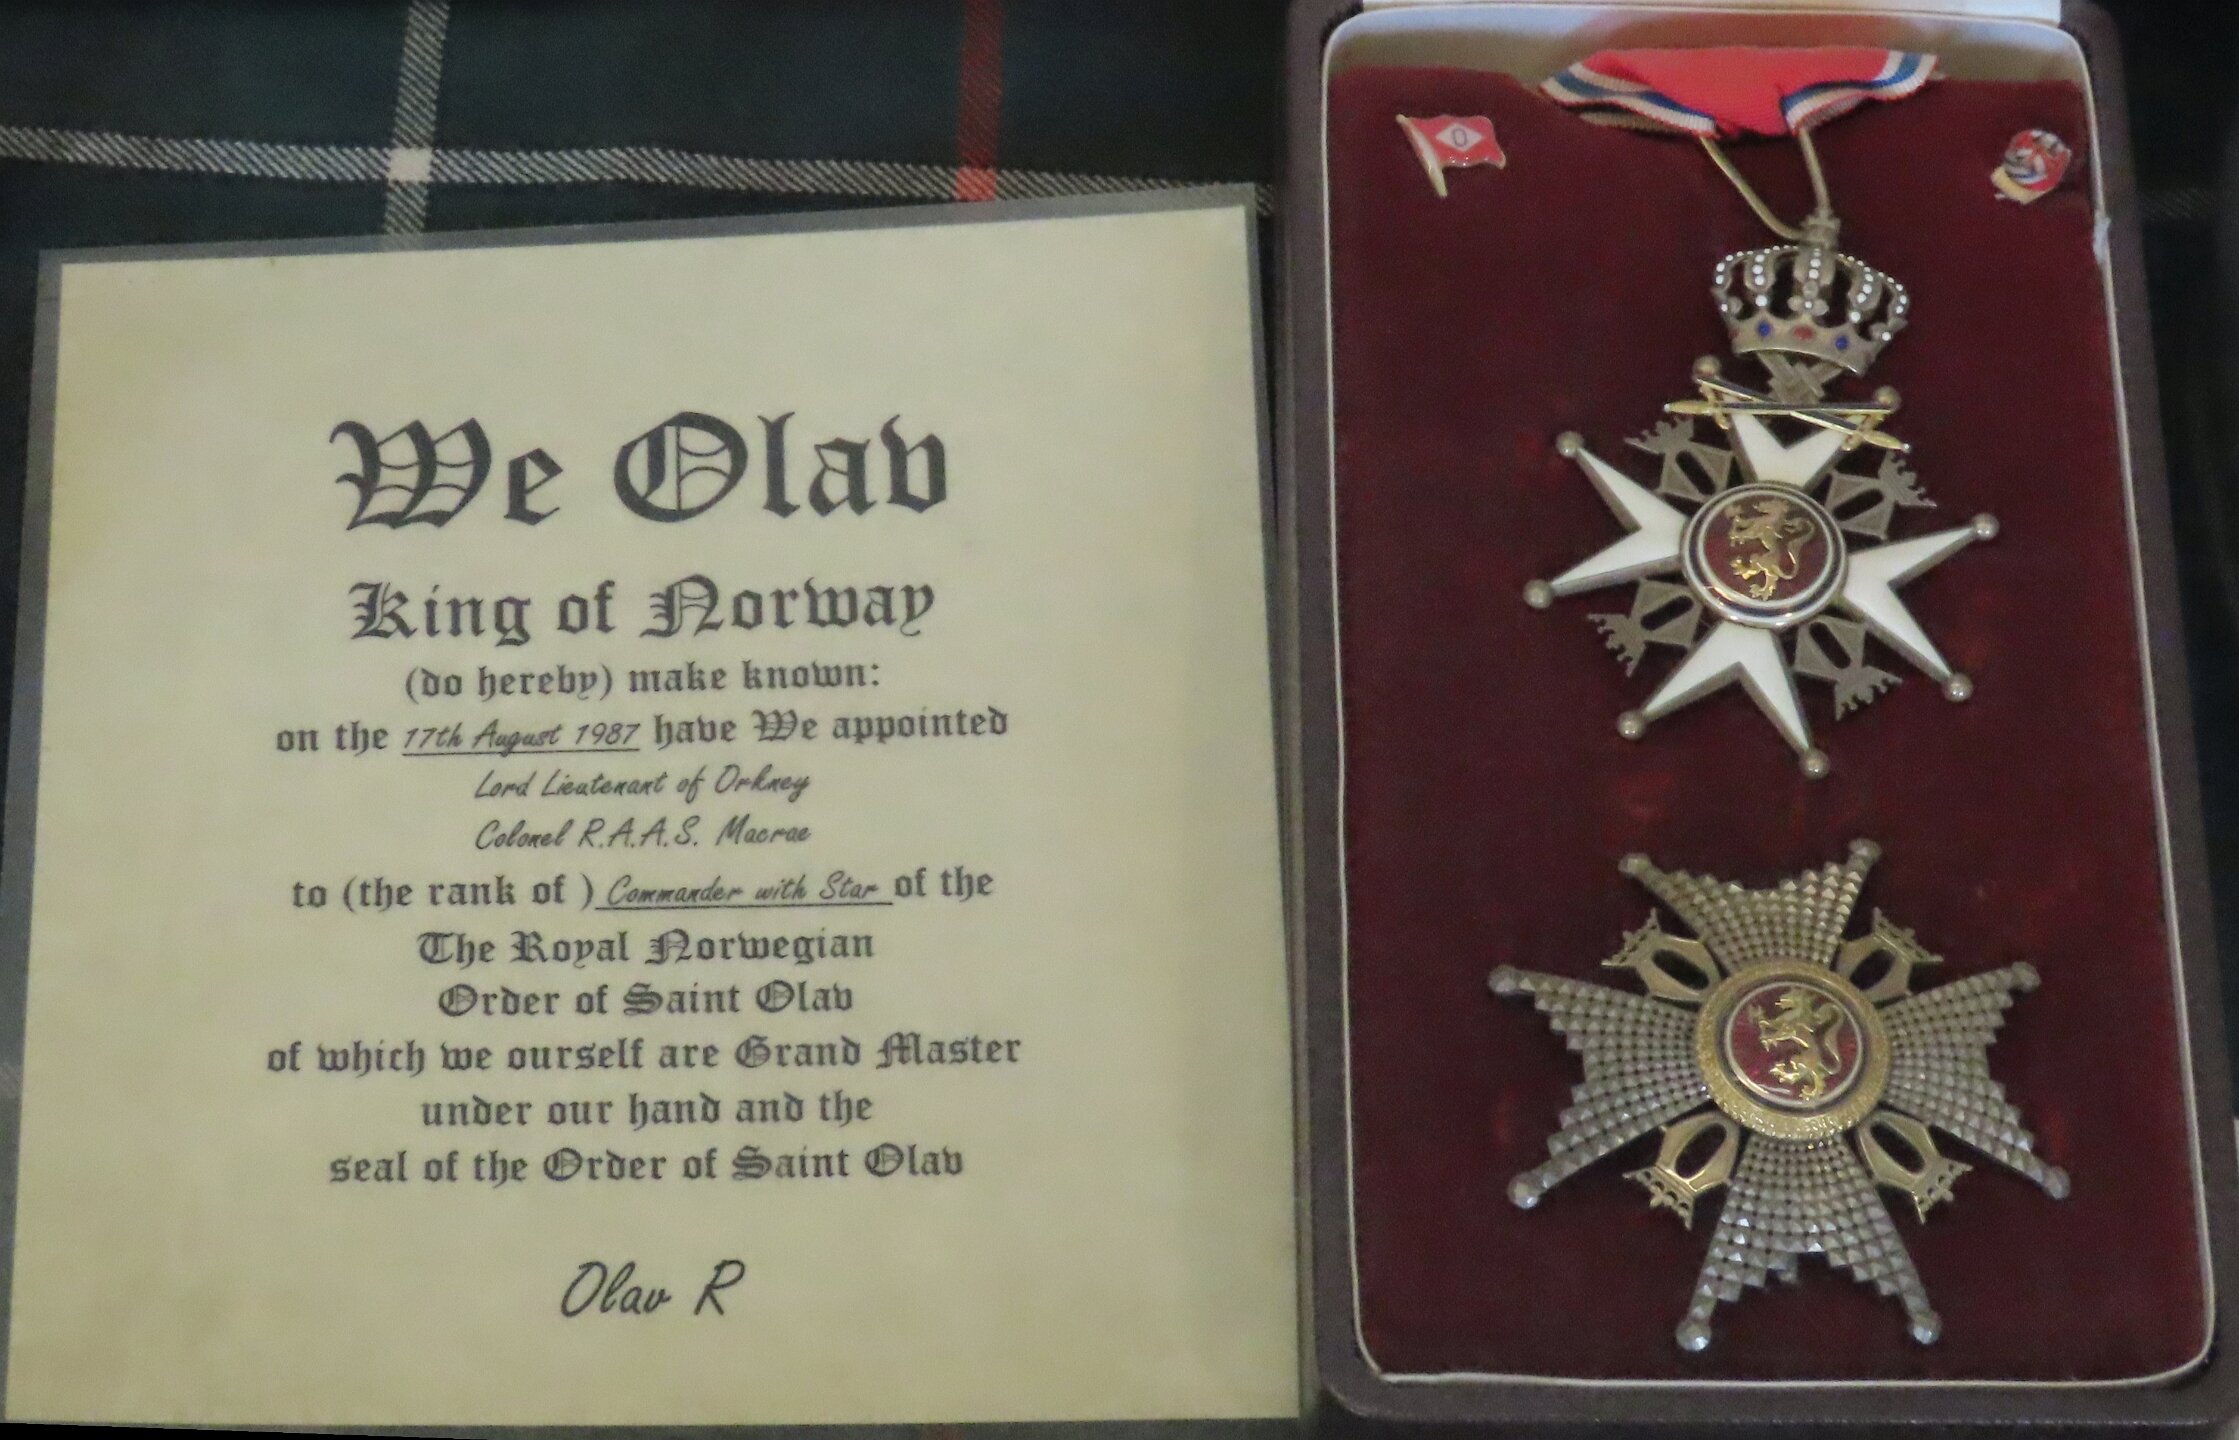 We Olav
King of Norway
(do hereby) make known:
on the 17th August 1987 have We appointed
Lord Lieutenant of Orkney
Colonel R.A.A.S. Macrae
to (the rank of ) Commander with Star of the
The Royal Norwegian
Order of Saint Olav
of which we ourself are Grand Master
under our hand and the
seal of the Order of Saint Olav
Olav R
O